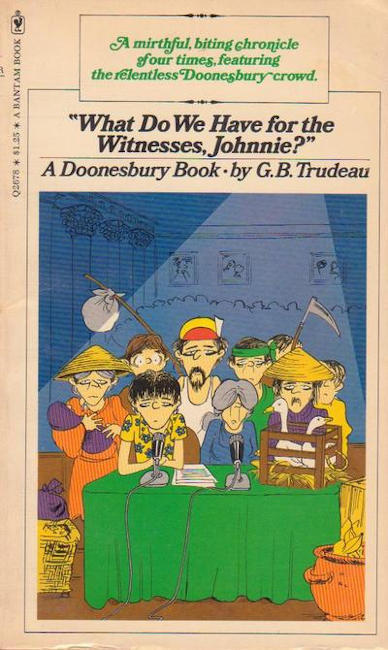 A mirthful, biting chronicle
of our times, featuring
the relentless Doonesbury crowd.
"What Do We Have for the
Witnesses, Johnnie?"
A Doonesbury Book • by G.B. Trudeau
Q2678 * $1.25 * A BANTAM BOOK